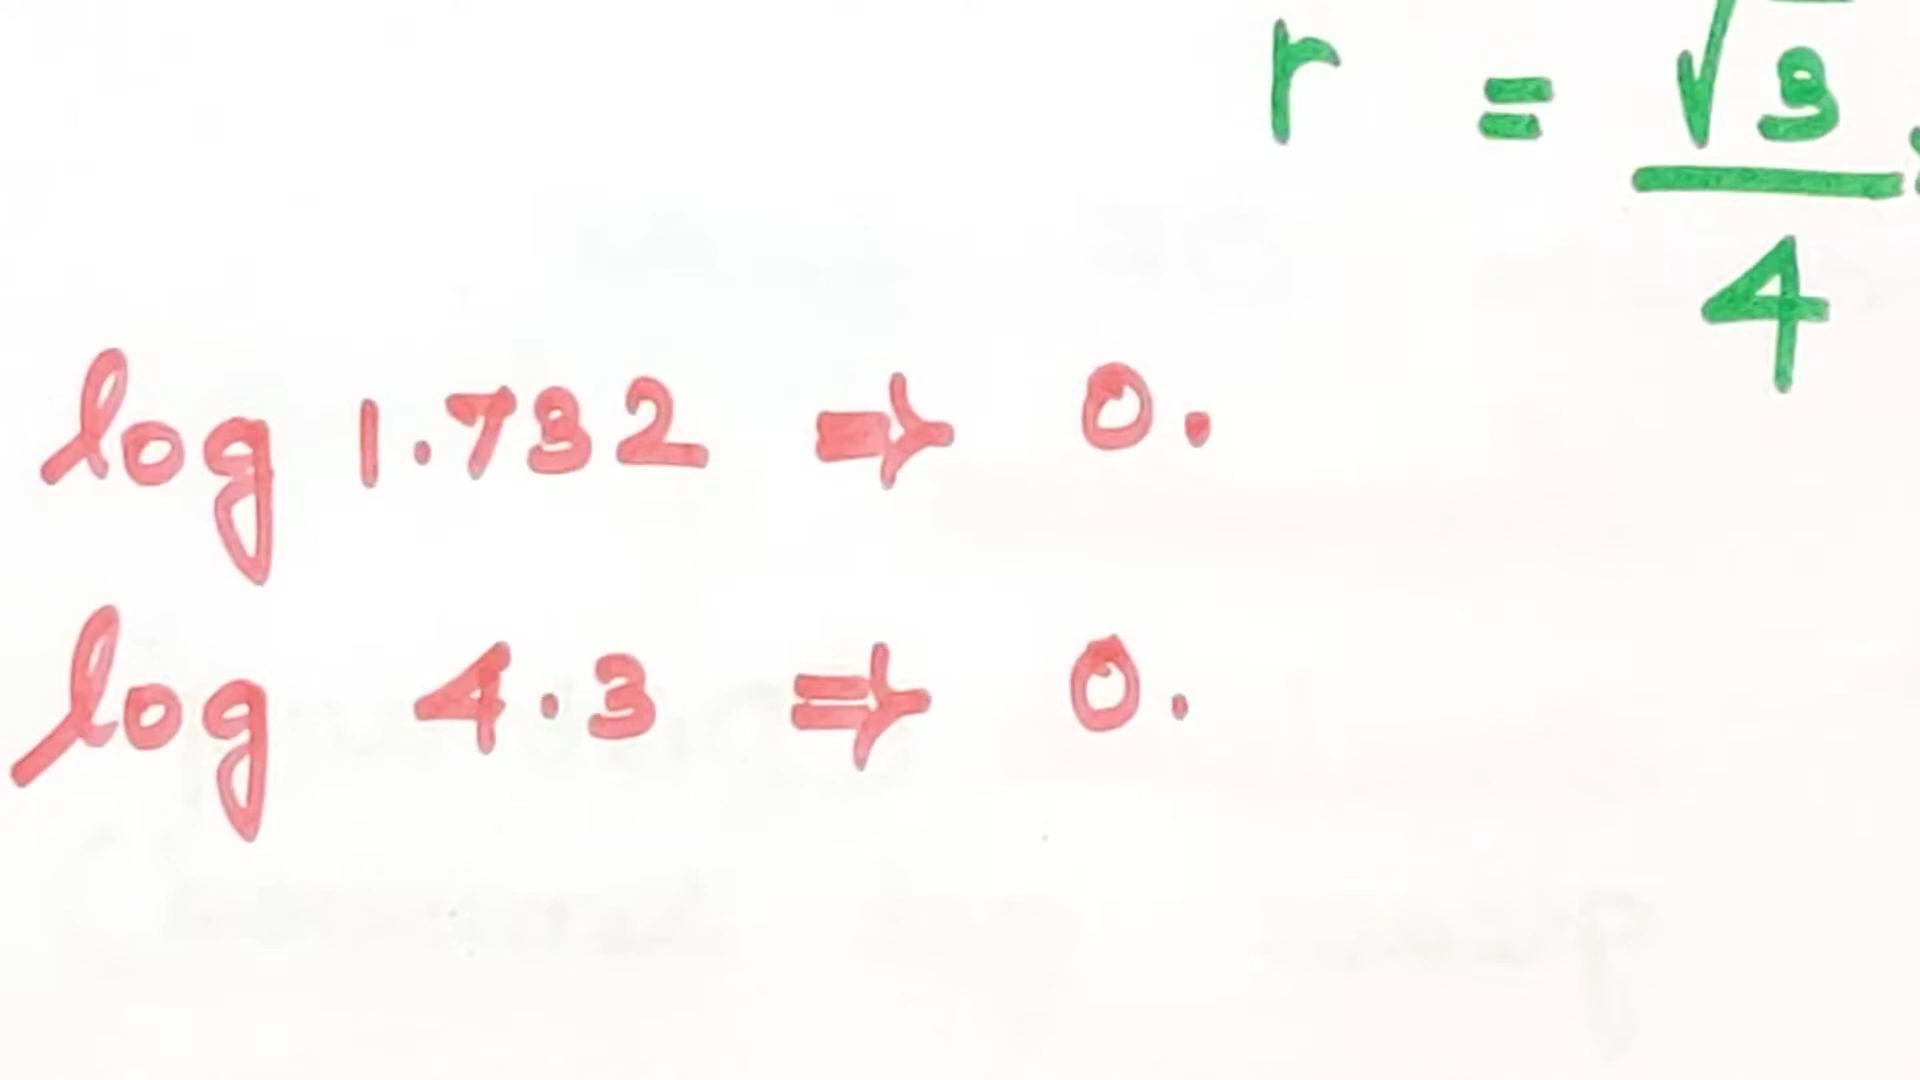 r = √3
4
log 1.732 ⇒ 0.
log 4.3 ⇒ 0.